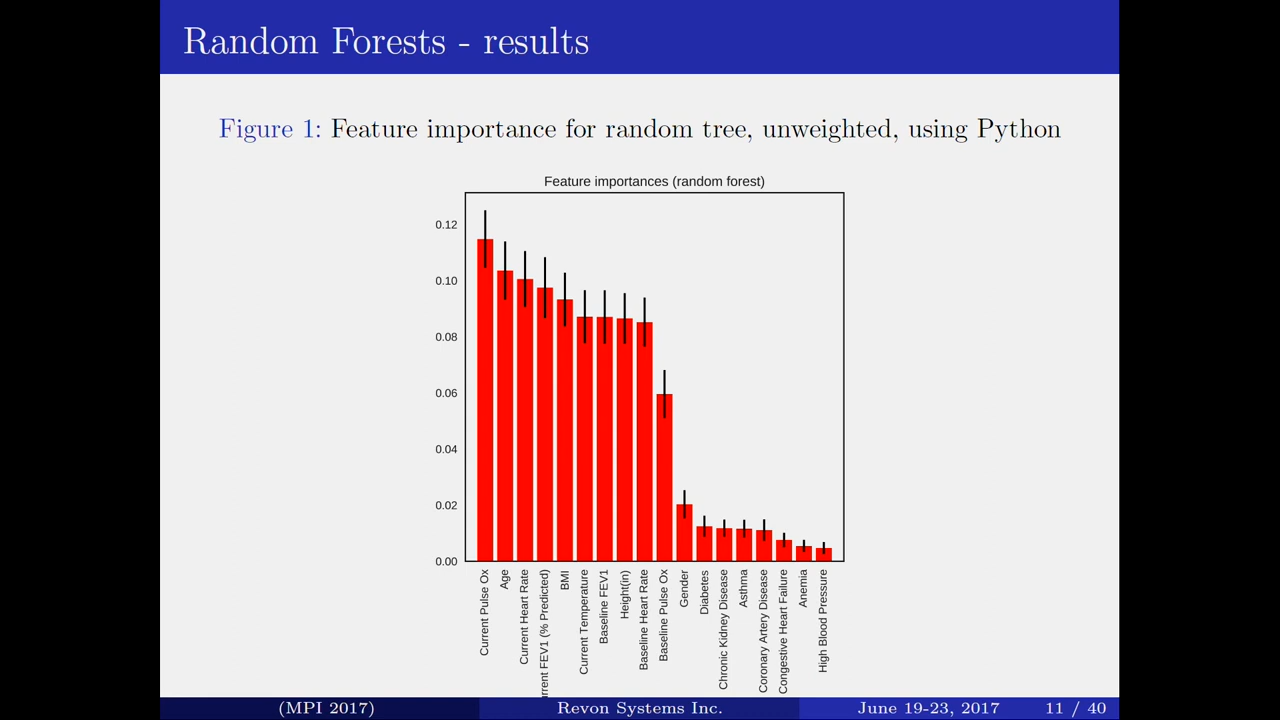 Random Forests - results
Figure 1: Feature importance for random tree, unweighted, using Python
Feature importances (random forest)
0.12
0.10
0.08
0.06
0.04
0.02
0.00
Current Pulse Ox
Age
Current Heart Rate
rrent FEV1 (% Predicted)
BMI
Current Temperature
Baseline FEV1
Height(in)
Baseline Heart Rate
Baseline Pulse Ox
Gender
Diabetes
Chronic Kidney Disease
Asthma
Coronary Artery Disease
Congestive Heart Failure
Anemia
High Blood Pressure
(MPI 2017) Revon Systems Inc. June 19-23, 2017 11 / 40